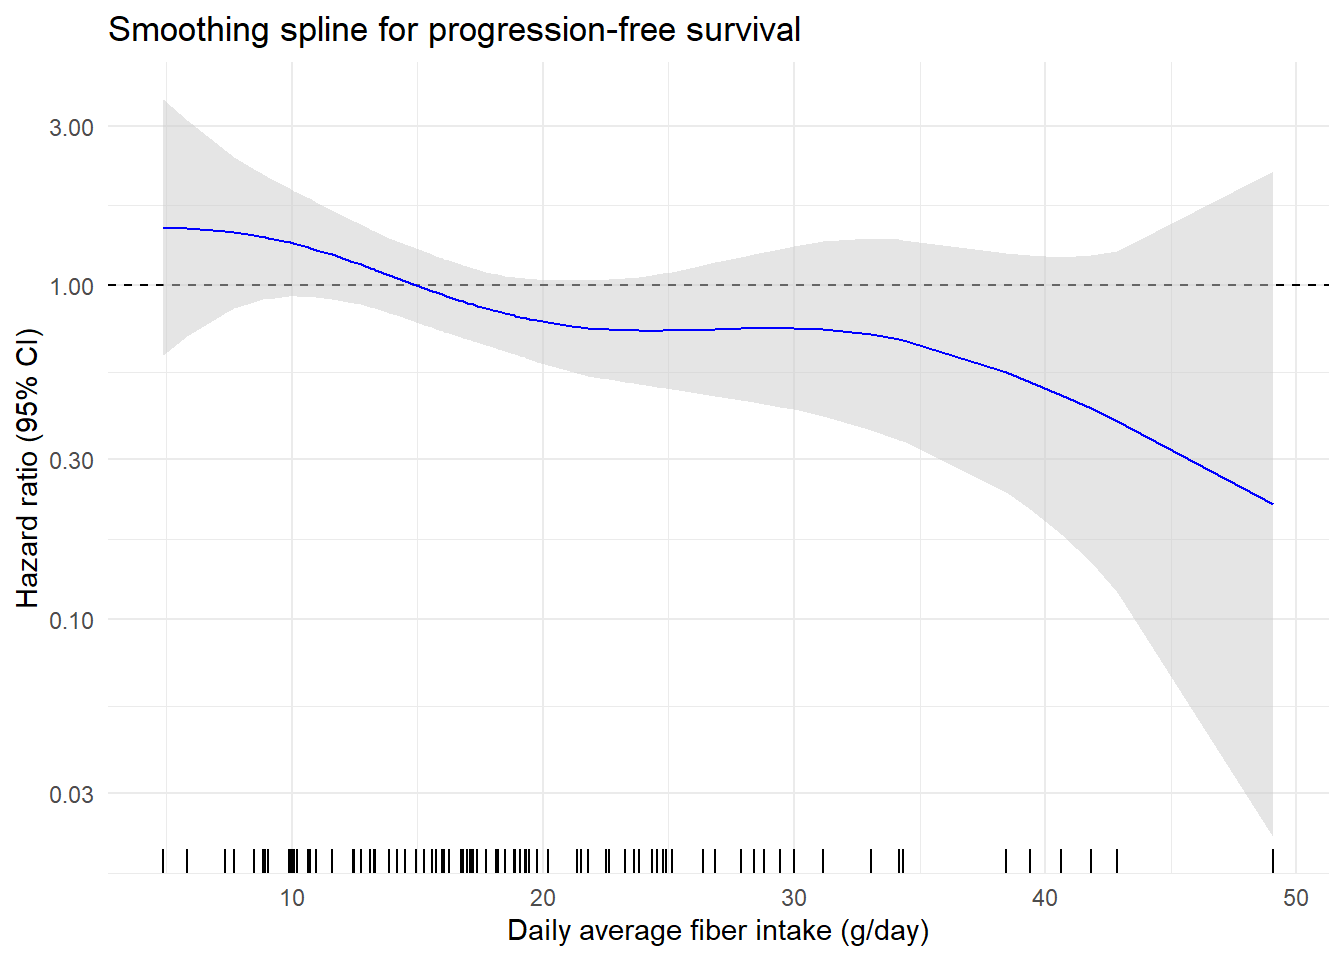 Smoothing spline for progression-free survival
Hazard ratio (95% CI)
3.00
1.00
0.30
0.10
0.03
10 20 30 40 50
Daily average fiber intake (g/day)